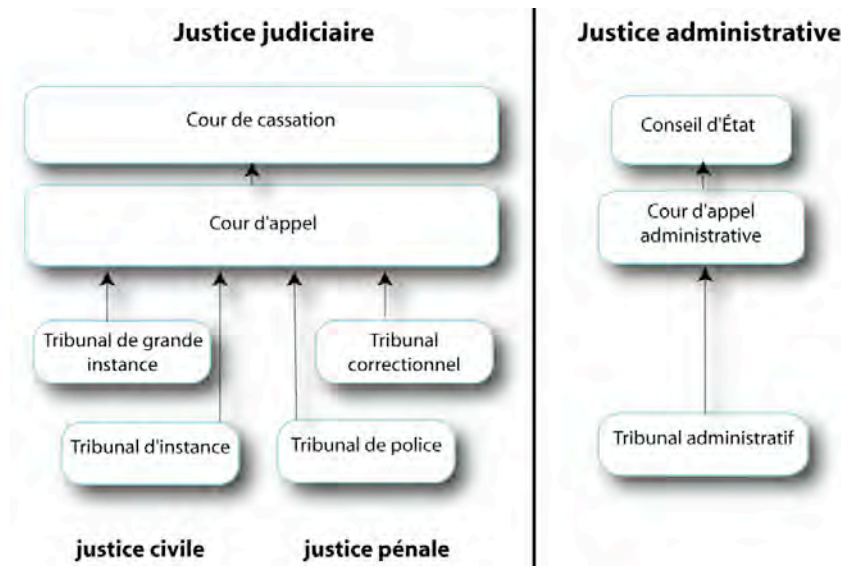 Justice judiciaire
Cour de cassation
Cour d'appel
Tribunal de grande
instance
Tribunal
correctionnel
Tribunal d'instance
Tribunal de police
justice civile
justice pénale
Justice administrative
Conseil d'État
Cour d'appel
administrative
Tribunal administratif